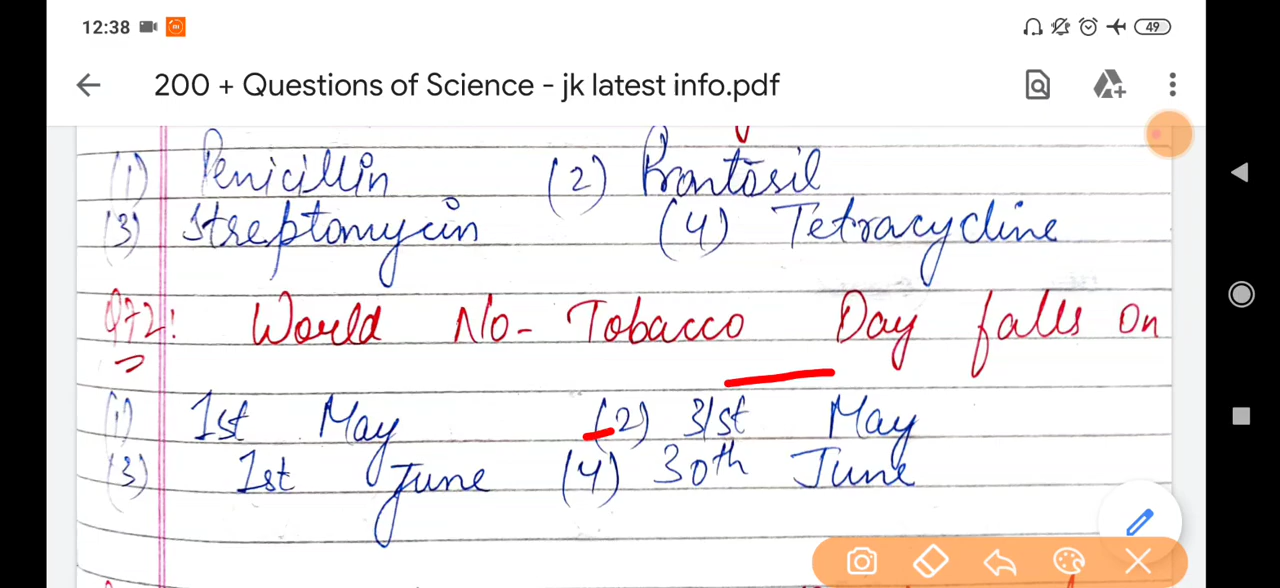 12:38
49
200 + Questions of Science - jk latest info.pdf
(1) Penicillin (2) Prontosil
(3) Streptomycin (4) Tetracycline
Q72: World No- Tobacco Day falls on
(1) 1st May (2) 31st May
(3) 1st June (4) 30th June